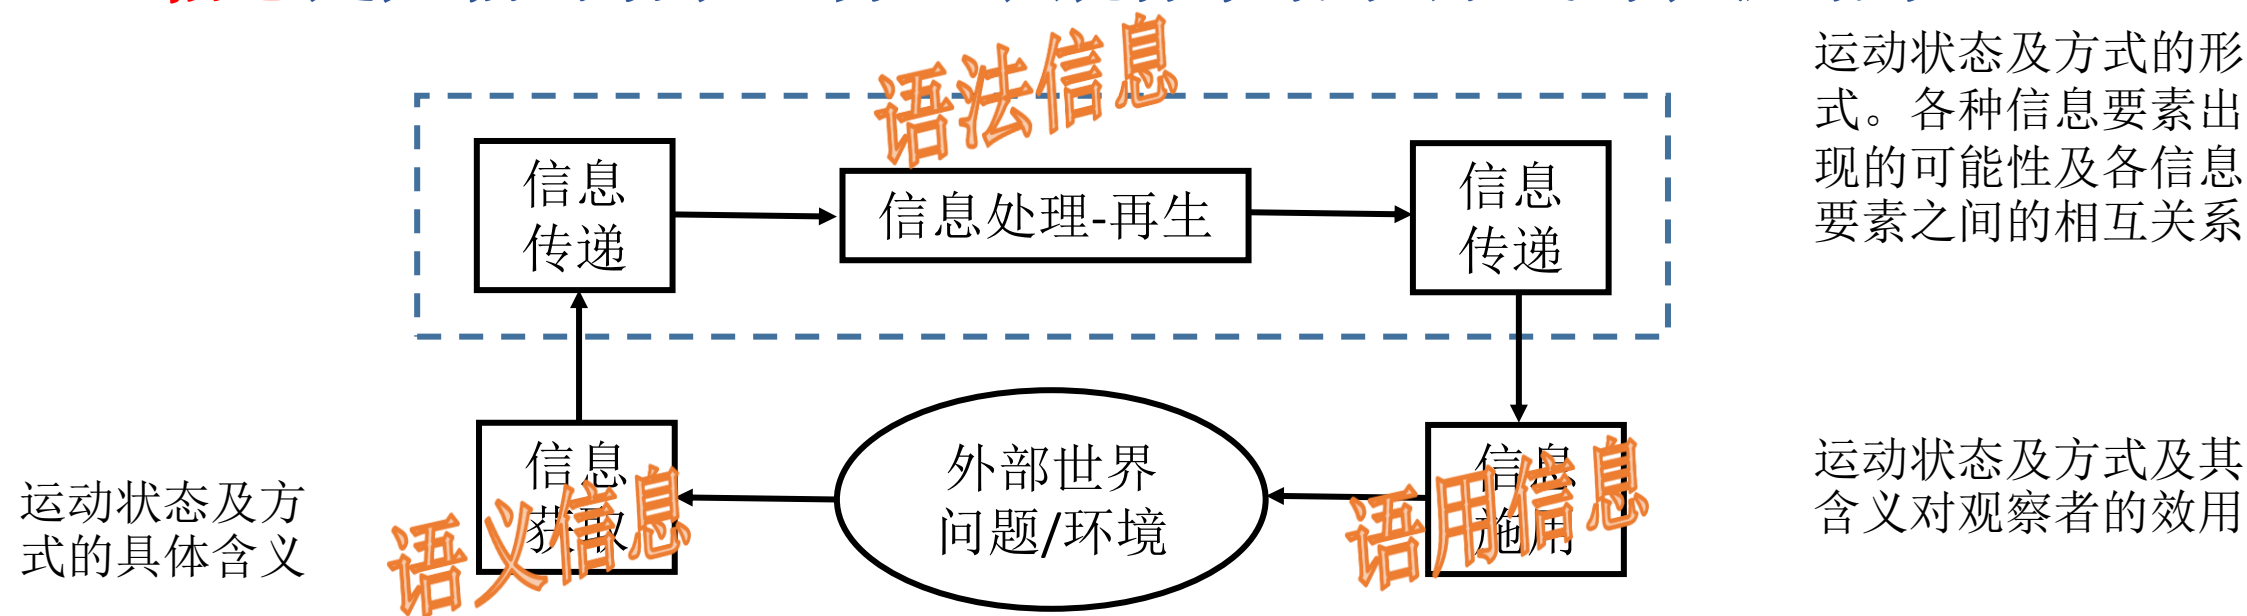 语法信息
运动状态及方式的形
式。各种信息要素出
现的可能性及各信息
要素之间的相互关系
信息
传递
信息处理-再生
信息
传递
信息
获取
语义信息
外部世界
问题/环境
信息
施用
语用信息
运动状态及方
式的具体含义
运动状态及方式及其
含义对观察者的效用